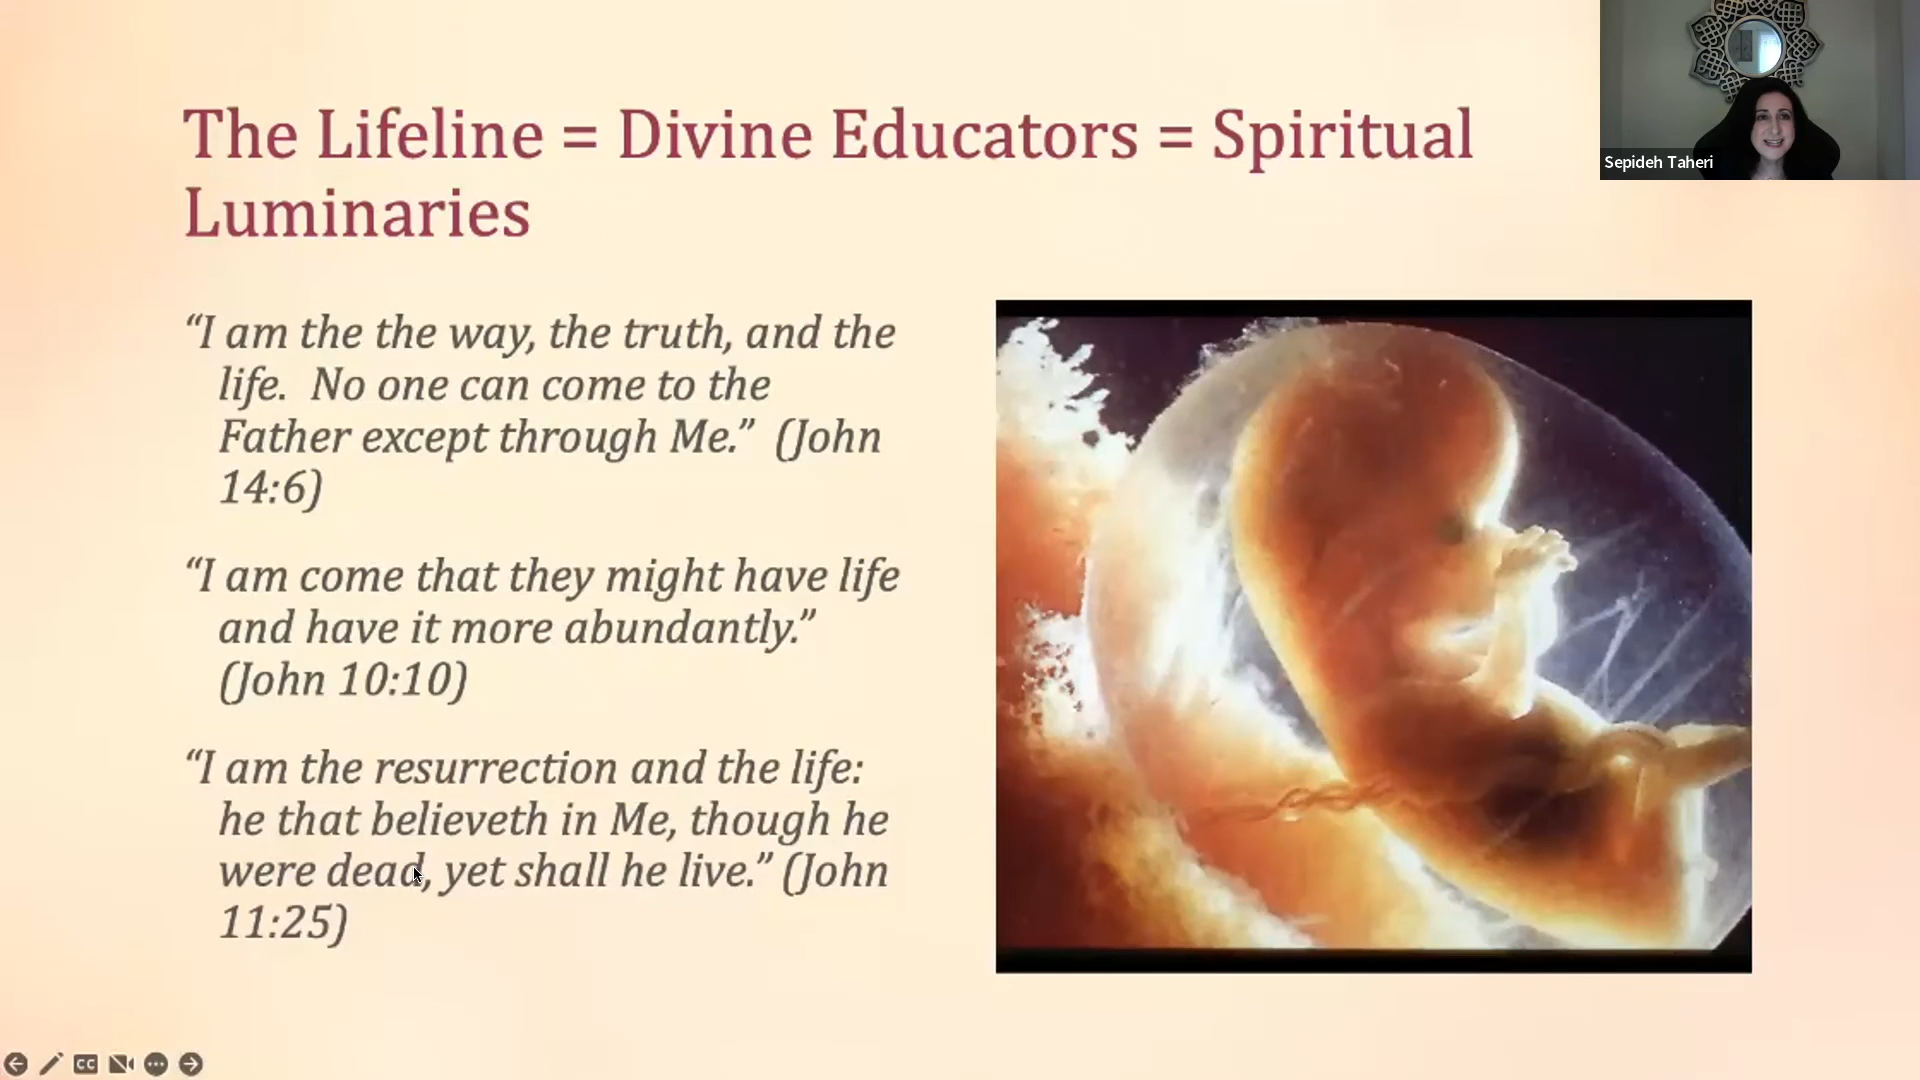 The Lifeline = Divine Educators = Spiritual
Luminaries
Sepideh Taheri
“I am the the way, the truth, and the
life.  No one can come to the
Father except through Me.”  (John
14:6)
“I am come that they might have life
and have it more abundantly.”
(John 10:10)
“I am the resurrection and the life:
he that believeth in Me, though he
were dead, yet shall he live.” (John
11:25)
CC